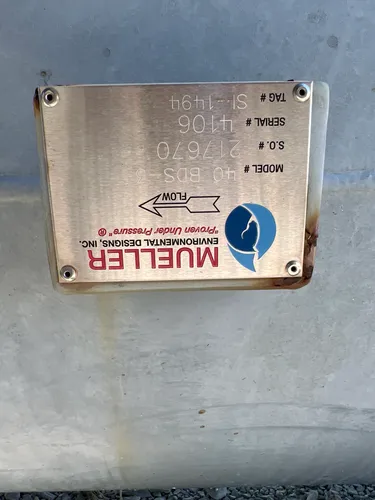 MUELLER
ENVIRONMENTAL DESIGNS, INC.
"Proven Under Pressure" ®
FLOW
MODEL # 40 BDS-
S.O. # 217670
SERIAL # 4106
TAG # SI-1494